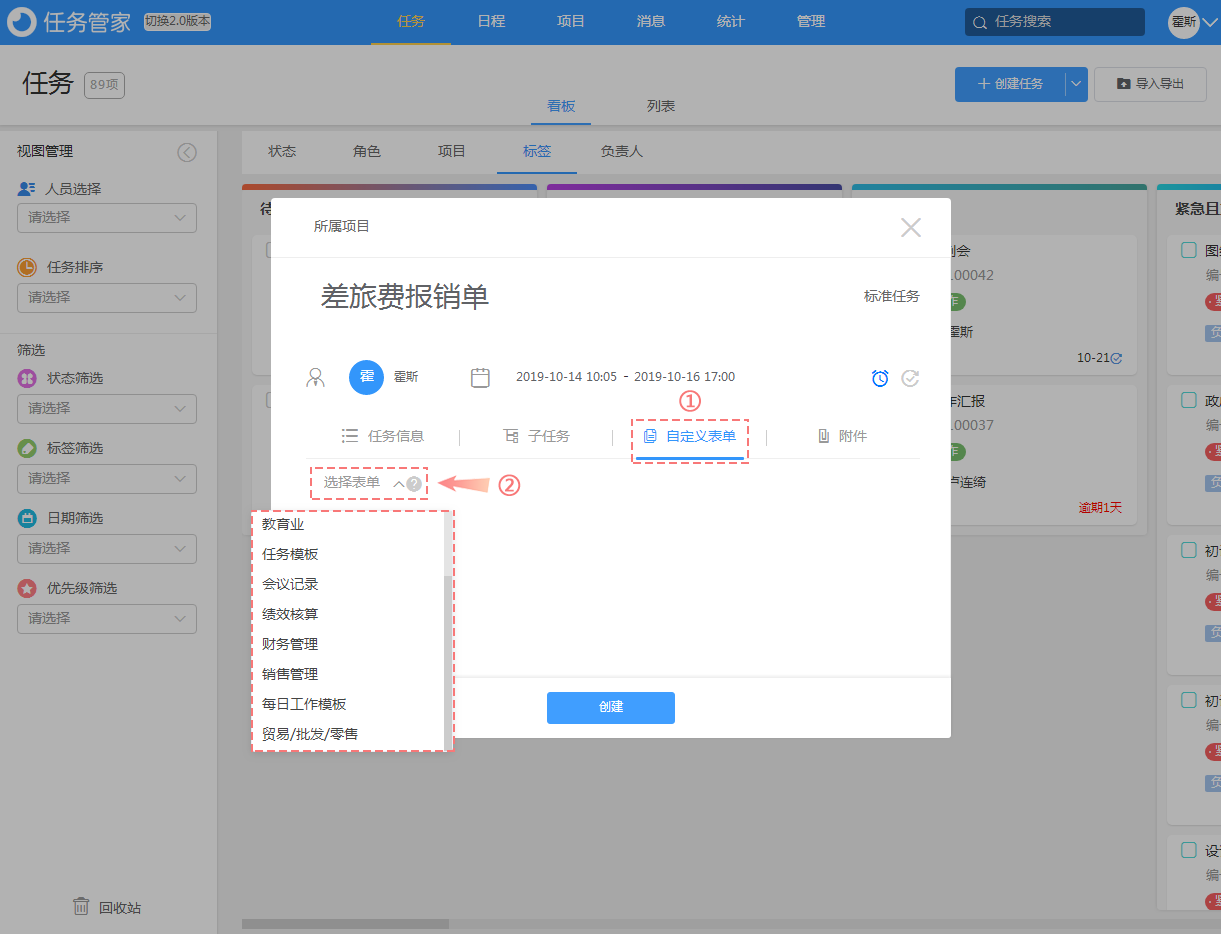 任务管家 切换2.0版本 任务 日程 项目 消息 统计 管理 任务搜索 霍斯
任务 89项 创建任务 导入导出
看板 列表
视图管理
状态 角色 项目 标签 负责人
人员选择
请选择
任务排序
请选择
筛选
状态筛选
请选择
标签筛选
请选择
日期筛选
请选择
优先级筛选
请选择
回收站
所属项目
差旅费报销单 标准任务
霍 霍斯 2019-10-14 10:05 - 2019-10-16 17:00
①
任务信息 子任务 自定义表单 附件
选择表单 ? ②
教育业
任务模板
会议记录
绩效核算
财务管理
销售管理
每日工作模板
贸易/批发/零售
创建
00042
霍斯
10-21
作汇报
00037
卢连绮
逾期1天
紧急且
编
政
编
初
编
初
编
设
编